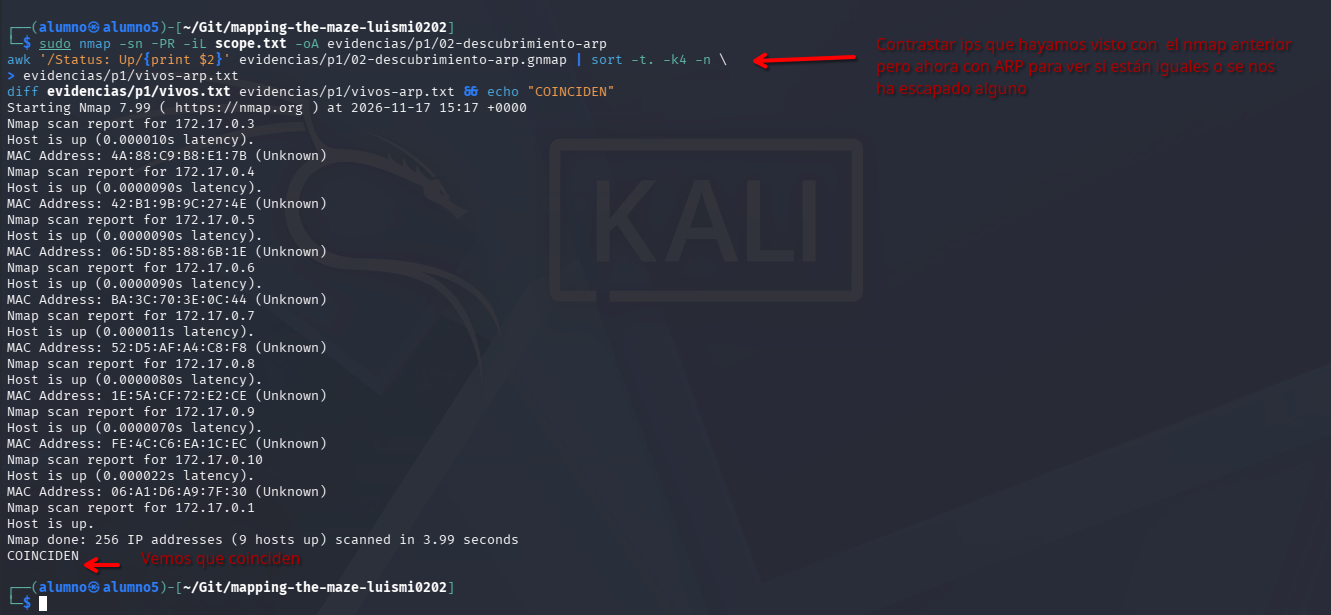 ┌──(alumno㉿alumno5)-[~/Git/mapping-the-maze-luismi0202]
└─$ sudo nmap -sn -PR -iL scope.txt -oA evidencias/p1/02-descubrimiento-arp
awk '/Status: Up/{print $2}' evidencias/p1/02-descubrimiento-arp.gnmap | sort -t. -k4 -n \
> evidencias/p1/vivos-arp.txt
diff evidencias/p1/vivos.txt evidencias/p1/vivos-arp.txt && echo "COINCIDEN"
Contrastar ips que hayamos visto con el nmap anterior
pero ahora con ARP para ver si están iguales o se nos
ha escapado alguno
Starting Nmap 7.99 ( https://nmap.org ) at 2026-11-17 15:17 +0000
Nmap scan report for 172.17.0.3
Host is up (0.000010s latency).
MAC Address: 4A:88:C9:B8:E1:7B (Unknown)
Nmap scan report for 172.17.0.4
Host is up (0.0000090s latency).
MAC Address: 42:B1:9B:9C:27:4E (Unknown)
Nmap scan report for 172.17.0.5
Host is up (0.0000090s latency).
MAC Address: 06:5D:85:88:6B:1E (Unknown)
Nmap scan report for 172.17.0.6
Host is up (0.0000090s latency).
MAC Address: BA:3C:70:3E:0C:44 (Unknown)
Nmap scan report for 172.17.0.7
Host is up (0.000011s latency).
MAC Address: 52:D5:AF:A4:C8:F8 (Unknown)
Nmap scan report for 172.17.0.8
Host is up (0.0000080s latency).
MAC Address: 1E:5A:CF:72:E2:CE (Unknown)
Nmap scan report for 172.17.0.9
Host is up (0.0000070s latency).
MAC Address: FE:4C:C6:EA:1C:EC (Unknown)
Nmap scan report for 172.17.0.10
Host is up (0.000022s latency).
MAC Address: 06:A1:D6:A9:7F:30 (Unknown)
Nmap scan report for 172.17.0.1
Host is up.
Nmap done: 256 IP addresses (9 hosts up) scanned in 3.99 seconds
COINCIDEN
Vemos que coinciden
┌──(alumno㉿alumno5)-[~/Git/mapping-the-maze-luismi0202]
└─$
KALI